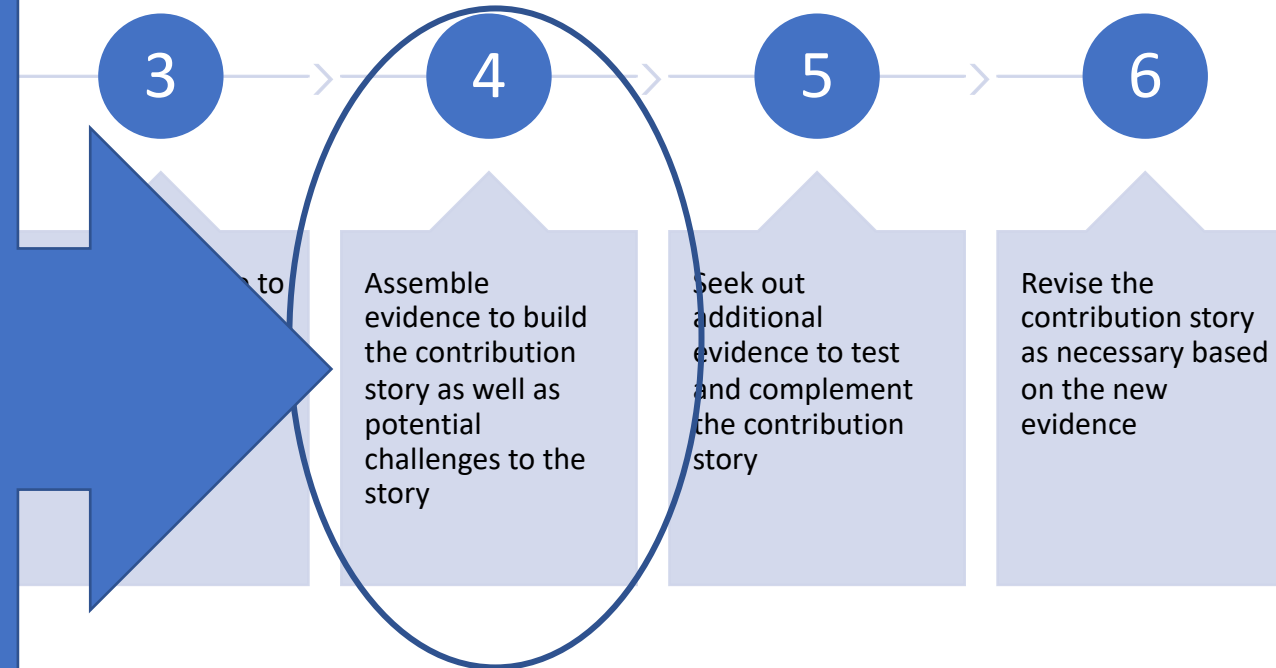 3
4
5
6
to
Assemble
evidence to build
the contribution
story as well as
potential
challenges to the
story
Seek out
additional
evidence to test
and complement
the contribution
story
Revise the
contribution story
as necessary based
on the new
evidence